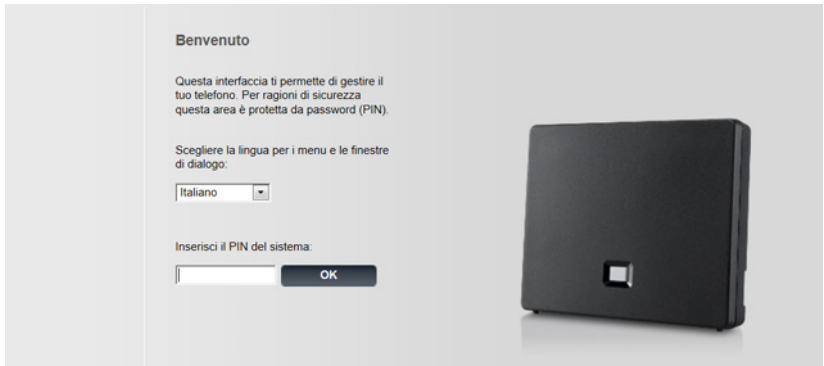 Benvenuto
Questa interfaccia ti permette di gestire il
tuo telefono. Per ragioni di sicurezza
questa area è protetta da password (PIN).
Scegliere la lingua per i menu e le finestre
di dialogo:
Italiano
Inserisci il PIN del sistema:
OK